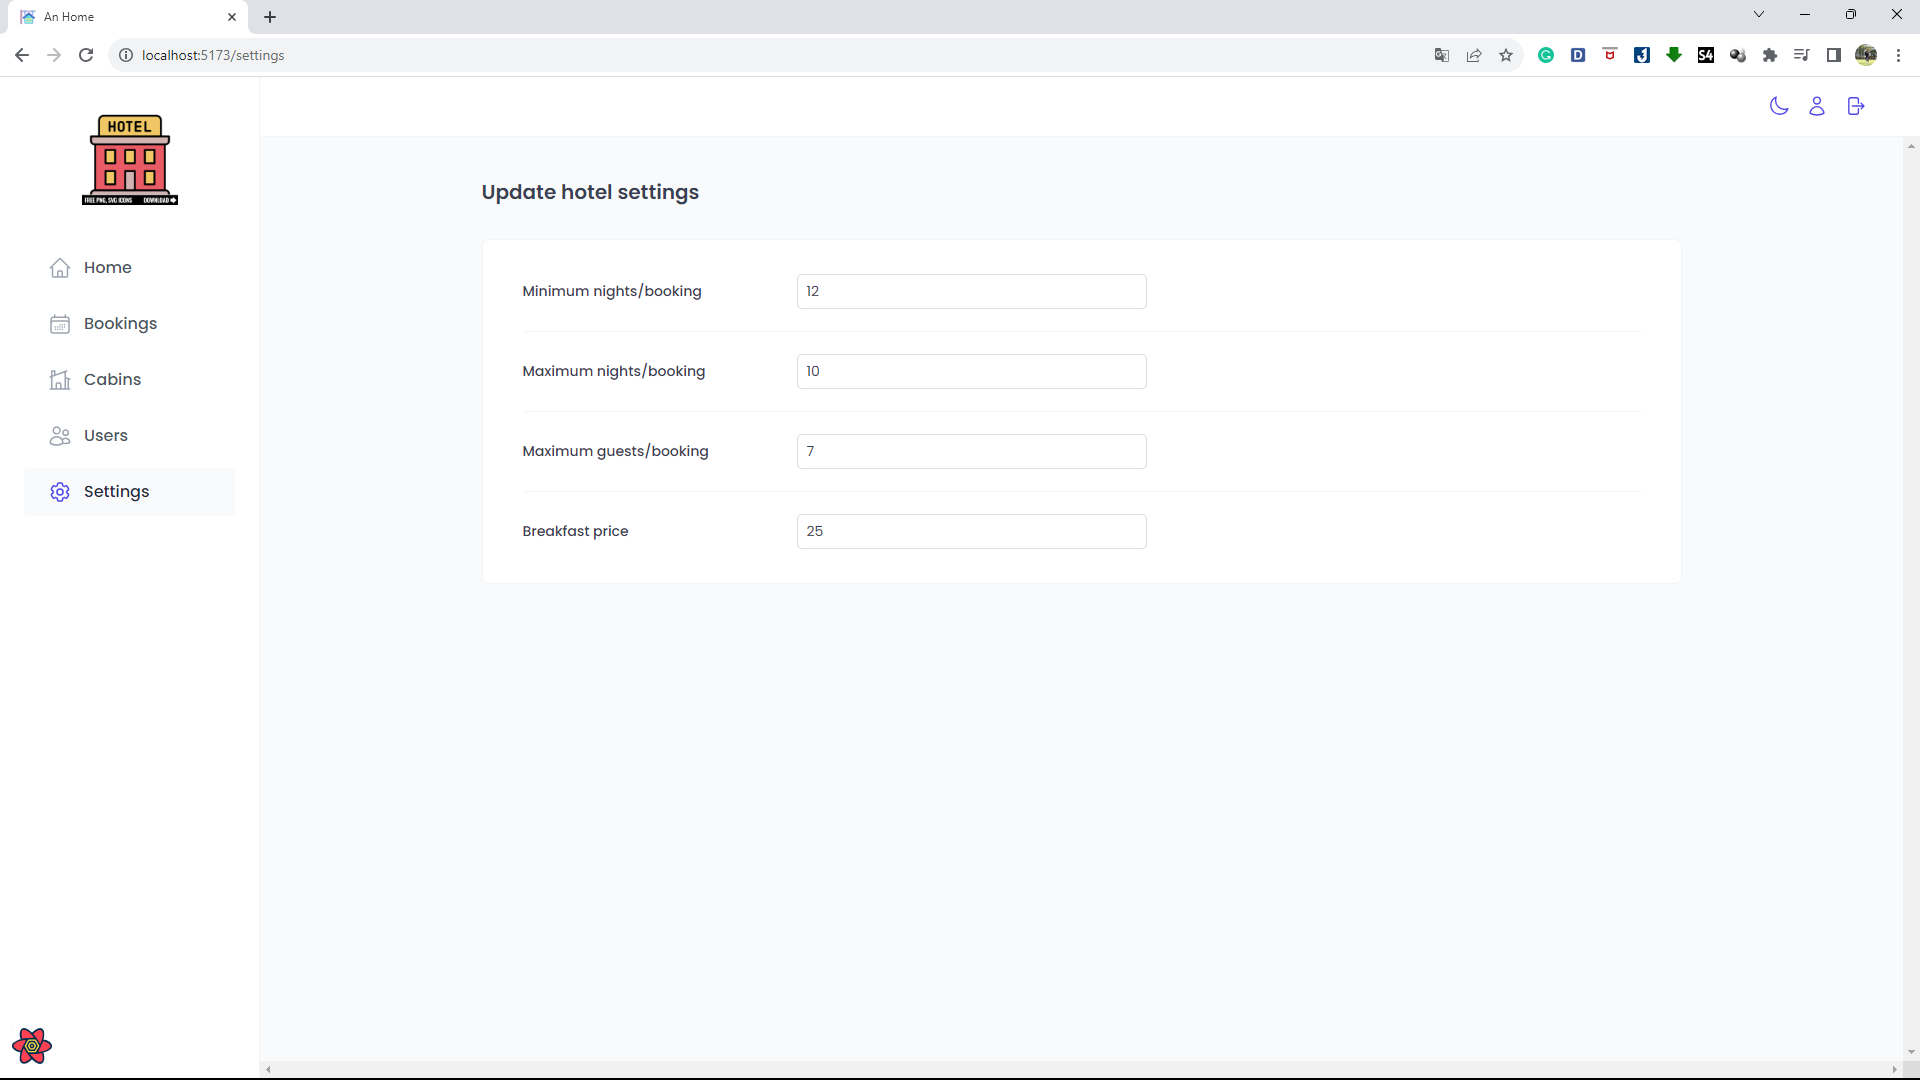 An Home
localhost:5173/settings
HOTEL
FREE PNG, SVG ICONS DOWNLOAD
Home
Bookings
Cabins
Users
Settings
Update hotel settings
Minimum nights/booking
12
Maximum nights/booking
10
Maximum guests/booking
7
Breakfast price
25